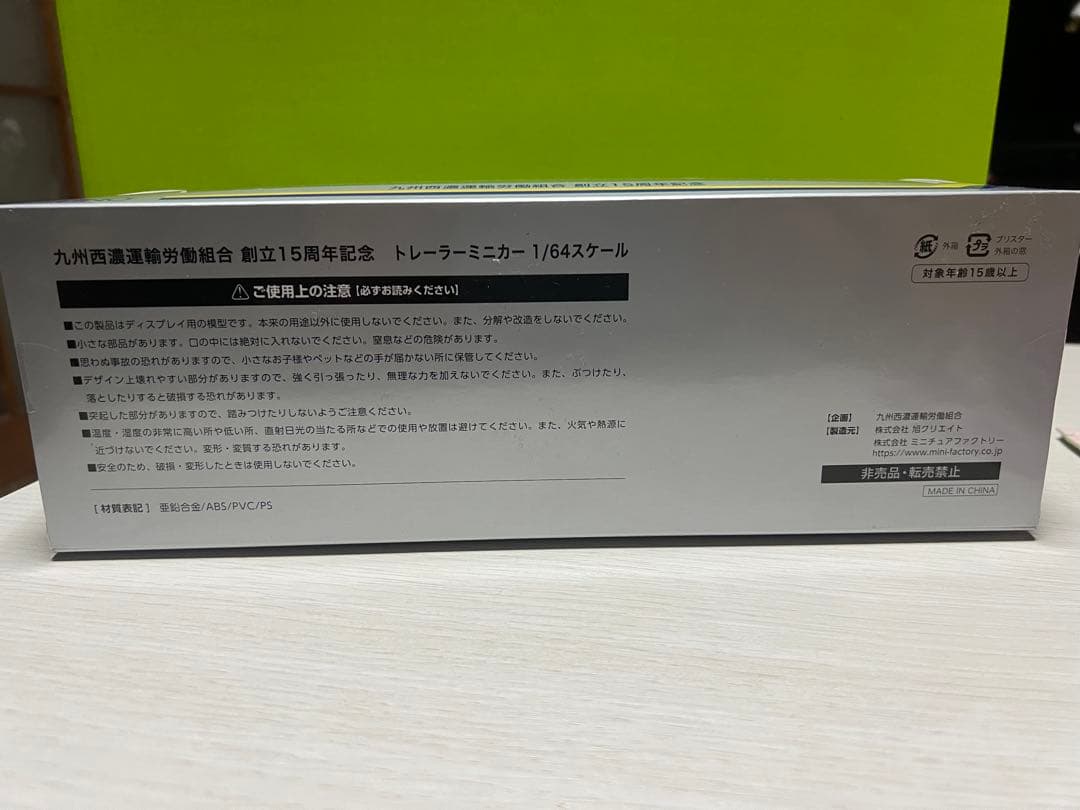 九州西濃運輸労働組合 創立15周年記念
九州西濃運輸労働組合 創立15周年記念 トレーラーミニカー 1/64スケール
紙 外箱 プラ ブリスター 外箱の窓
対象年齢15歳以上
ご使用上の注意【必ずお読みください】
■この製品はディスプレイ用の模型です。本来の用途以外に使用しないでください。また、分解や改造をしないでください。
■小さな部品があります。口の中には絶対に入れないでください。窒息などの危険があります。
■思わぬ事故の恐れがありますので、小さなお子様やペットなどの手が届かない所に保管してください。
■デザイン上壊れやすい部分がありますので、強く引っ張ったり、無理な力を加えないでください。また、ぶつけたり、
落としたりすると破損する恐れがあります。
■突起した部分がありますので、踏みつけたりしないようご注意ください。
■温度・湿度の非常に高い所や低い所、直射日光の当たる所などでの使用や放置は避けてください。また、火気や熱源に
近づけないでください。変形・変質する恐れがあります。
■安全のため、破損・変形したときは使用しないでください。
[材質表記] 亜鉛合金/ABS/PVC/PS
【企画】 九州西濃運輸労働組合
【製造元】 株式会社 旭クリエイト
株式会社 ミニチュアファクトリー
https://www.mini-factory.co.jp
非売品・転売禁止
MADE IN CHINA